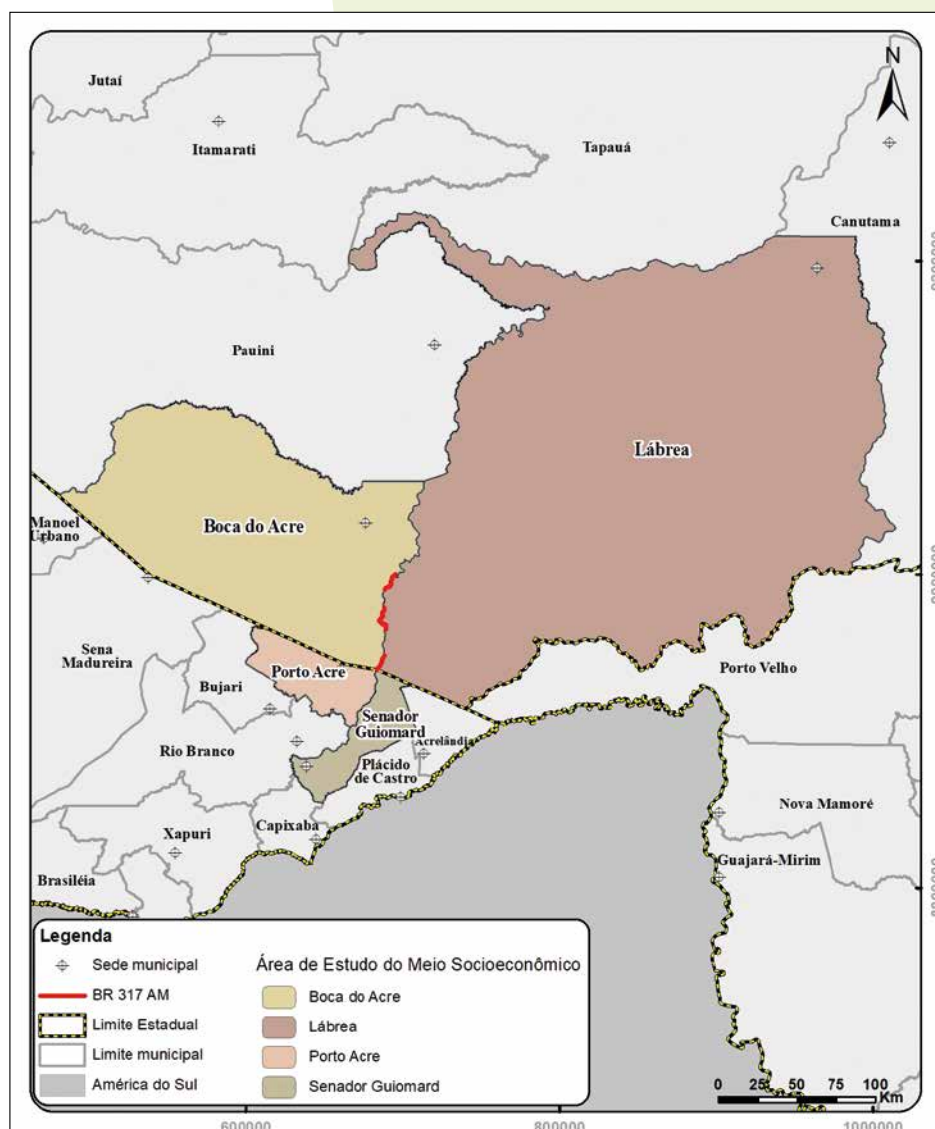 N
Jutaí
Itamarati
Tapauá
Canutama
Pauini
Lábrea
Boca do Acre
Manoel
Urbano
Sena
Madureira
Bujari
Porto Acre
Senador
Guiomard
Acrelândia
Rio Branco
Plácido
de Castro
Porto Velho
Nova Mamoré
Xapuri
Capixaba
Guajará-Mirim
Brasiléia
Legenda
Sede municipal
BR 317 AM
Limite Estadual
Limite municipal
América do Sul
Área de Estudo do Meio Socioeconômico
Boca do Acre
Lábrea
Porto Acre
Senador Guiomard
0 25 50 75 100
Km
600000 800000 1000000